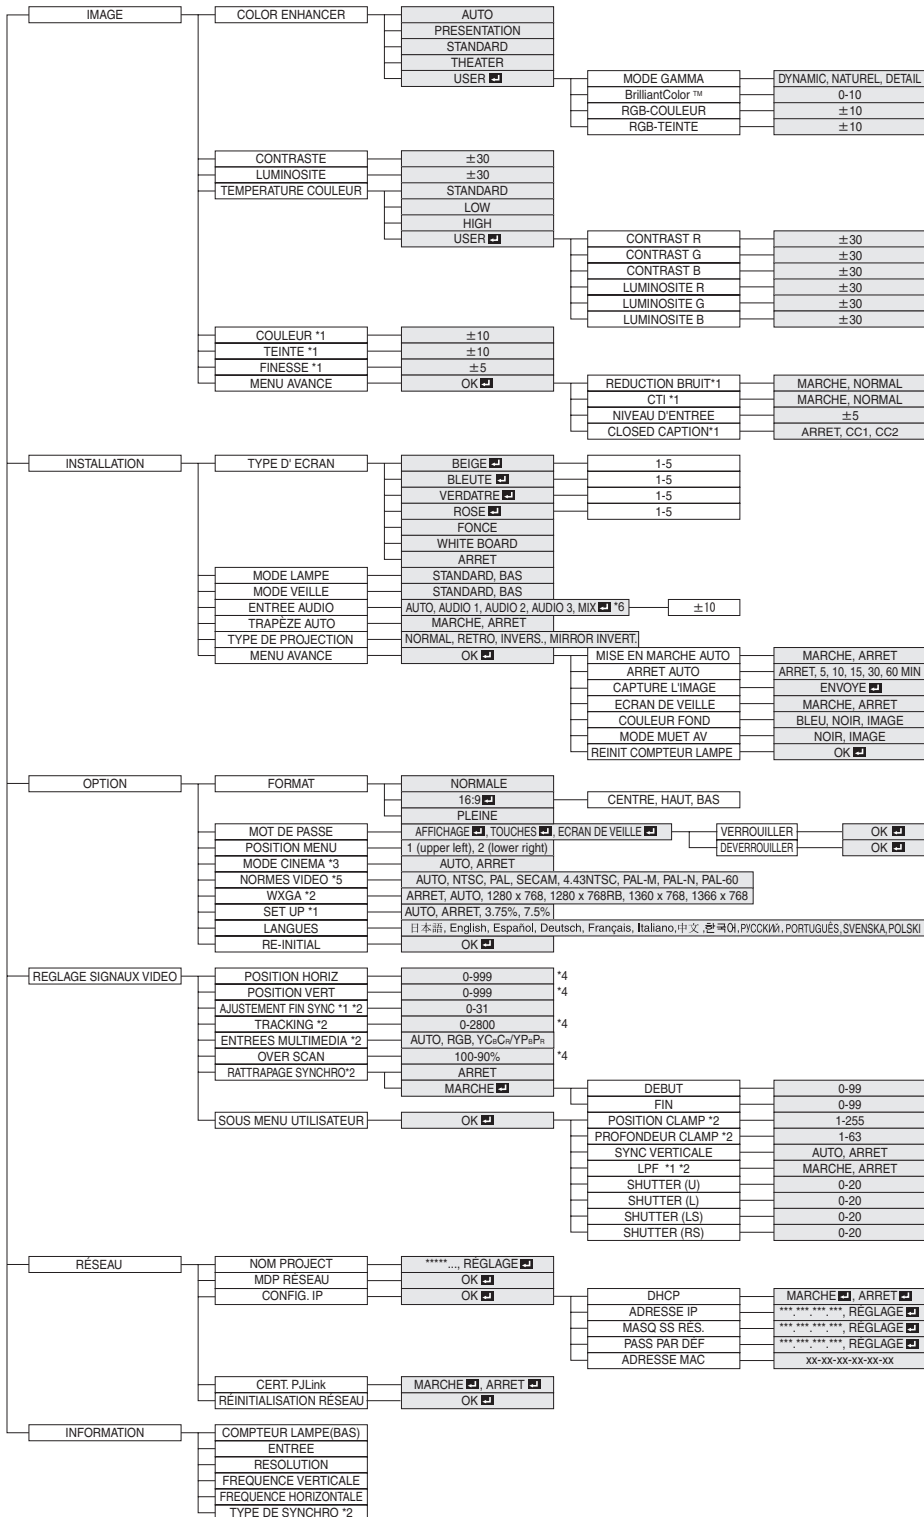 IMAGE COLOR ENHANCER AUTO
PRESENTATION
STANDARD
THEATER
USER MODE GAMMA DYNAMIC, NATUREL, DETAIL
BrilliantColor ™ 0-10
RGB-COULEUR ±10
RGB-TEINTE ±10
CONTRASTE ±30
LUMINOSITE ±30
TEMPERATURE COULEUR STANDARD
LOW
HIGH
USER CONTRAST R ±30
CONTRAST G ±30
CONTRAST B ±30
LUMINOSITE R ±30
LUMINOSITE G ±30
LUMINOSITE B ±30
COULEUR *1 ±10
TEINTE *1 ±10
FINESSE *1 ±5
MENU AVANCE OK REDUCTION BRUIT*1 MARCHE, NORMAL
CTI *1 MARCHE, NORMAL
NIVEAU D'ENTREE ±5
CLOSED CAPTION*1 ARRET, CC1, CC2
INSTALLATION TYPE D' ECRAN BEIGE 1-5
BLEUTE 1-5
VERDATRE 1-5
ROSE 1-5
FONCE
WHITE BOARD
ARRET
MODE LAMPE STANDARD, BAS
MODE VEILLE STANDARD, BAS
ENTREE AUDIO AUTO, AUDIO 1, AUDIO 2, AUDIO 3, MIX *6 ±10
TRAPÈZE AUTO MARCHE, ARRET
TYPE DE PROJECTION NORMAL, RETRO, INVERS., MIRROR INVERT.
MENU AVANCE OK MISE EN MARCHE AUTO MARCHE, ARRET
ARRET AUTO ARRET, 5, 10, 15, 30, 60 MIN
CAPTURE L'IMAGE ENVOYE
ECRAN DE VEILLE MARCHE, ARRET
COULEUR FOND BLEU, NOIR, IMAGE
MODE MUET AV NOIR, IMAGE
REINIT COMPTEUR LAMPE OK
OPTION FORMAT NORMALE
16:9 CENTRE, HAUT, BAS
PLEINE
MOT DE PASSE AFFICHAGE, TOUCHES, ECRAN DE VEILLE VERROUILLER OK
POSITION MENU 1 (upper left), 2 (lower right) DEVERROUILLER OK
MODE CINEMA *3 AUTO, ARRET
NORMES VIDEO *5 AUTO, NTSC, PAL, SECAM, 4.43NTSC, PAL-M, PAL-N, PAL-60
WXGA *2 ARRET, AUTO, 1280 x 768, 1280 x 768RB, 1360 x 768, 1366 x 768
SET UP *1 AUTO, ARRET, 3.75%, 7.5%
LANGUES 日本語, English, Español, Deutsch, Français, Italiano,中文,한국어,РУССКИЙ, PORTUGUÊS,SVENSKA,POLSKI
RE-INITIAL OK
REGLAGE SIGNAUX VIDEO POSITION HORIZ 0-999 *4
POSITION VERT 0-999 *4
AJUSTEMENT FIN SYNC *1 *2 0-31
TRACKING *2 0-2800 *4
ENTREES MULTIMEDIA *2 AUTO, RGB, YCBCR/YPBPR
OVER SCAN 100-90% *4
RATTRAPAGE SYNCHRO*2 ARRET
MARCHE DEBUT 0-99
FIN 0-99
SOUS MENU UTILISATEUR OK POSITION CLAMP *2 1-255
PROFONDEUR CLAMP *2 1-63
SYNC VERTICALE AUTO, ARRET
LPF *1 *2 MARCHE, ARRET
SHUTTER (U) 0-20
SHUTTER (L) 0-20
SHUTTER (LS) 0-20
SHUTTER (RS) 0-20
RÉSEAU NOM PROJECT *****..., RÉGLAGE
MDP RÉSEAU OK
CONFIG. IP OK DHCP MARCHE, ARRET
ADRESSE IP ***.***.***.***, RÉGLAGE
MASQ SS RÉS. ***.***.***.***, RÉGLAGE
PASS PAR DÉF ***.***.***.***, RÉGLAGE
ADRESSE MAC xx-xx-xx-xx-xx-xx
CERT. PJLink MARCHE, ARRET
RÉINITIALISATION RÉSEAU OK
INFORMATION COMPTEUR LAMPE(BAS)
ENTREE
RESOLUTION
FREQUENCE VERTICALE
FREQUENCE HORIZONTALE
TYPE DE SYNCHRO *2